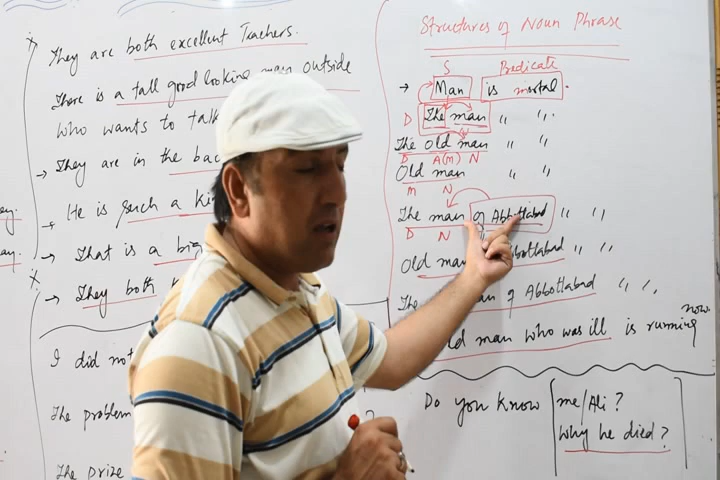 They are both excellent Teachers.
There is a tall good looking man outside
who wants to talk
→ They are in the bac
→ He is such a ki
→ That is a big
→ They both
I did not
The problem
The prize
?
ey.
ay.
Structures of Noun Phrase
S Predicate
→ Man is mortal.
D The man " ".
The old man " "
D A(M) N
Old man " "
M N
The man of Abbottabad " "
D N
Old man Abbottabad " "
The man of Abbottabad " "
old man who was ill is running now.
Do you know me/Ali?
Why he died?